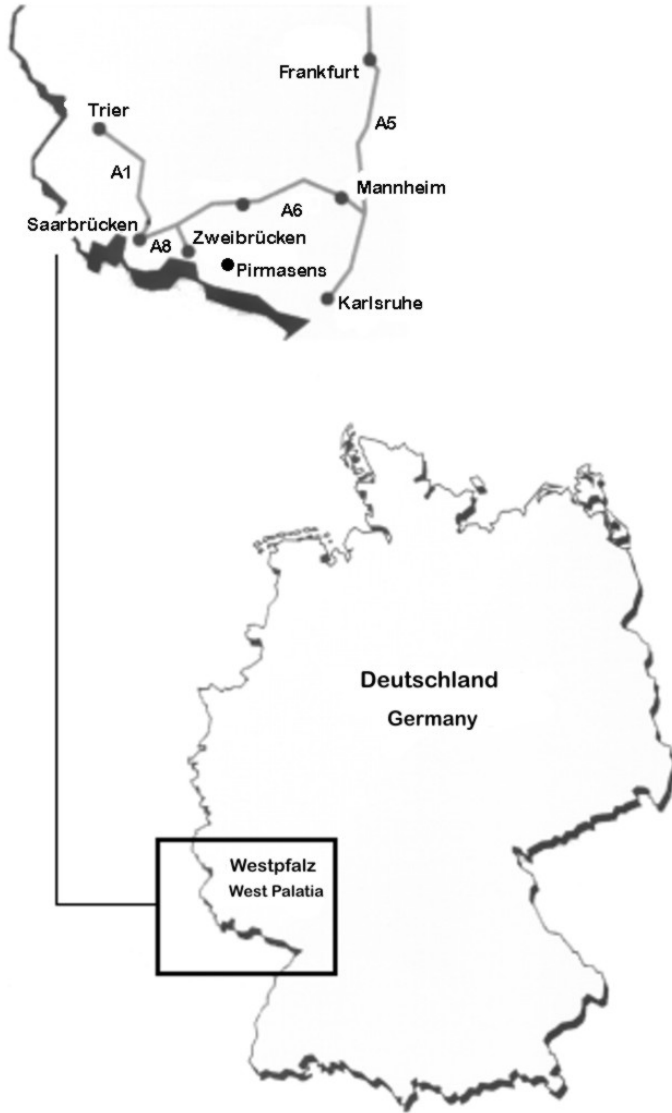 Frankfurt
Trier
A5
A1
Mannheim
A6
Saarbrücken
A8
Zweibrücken
Pirmasens
Karlsruhe
Deutschland
Germany
Westpfalz
West Palatia